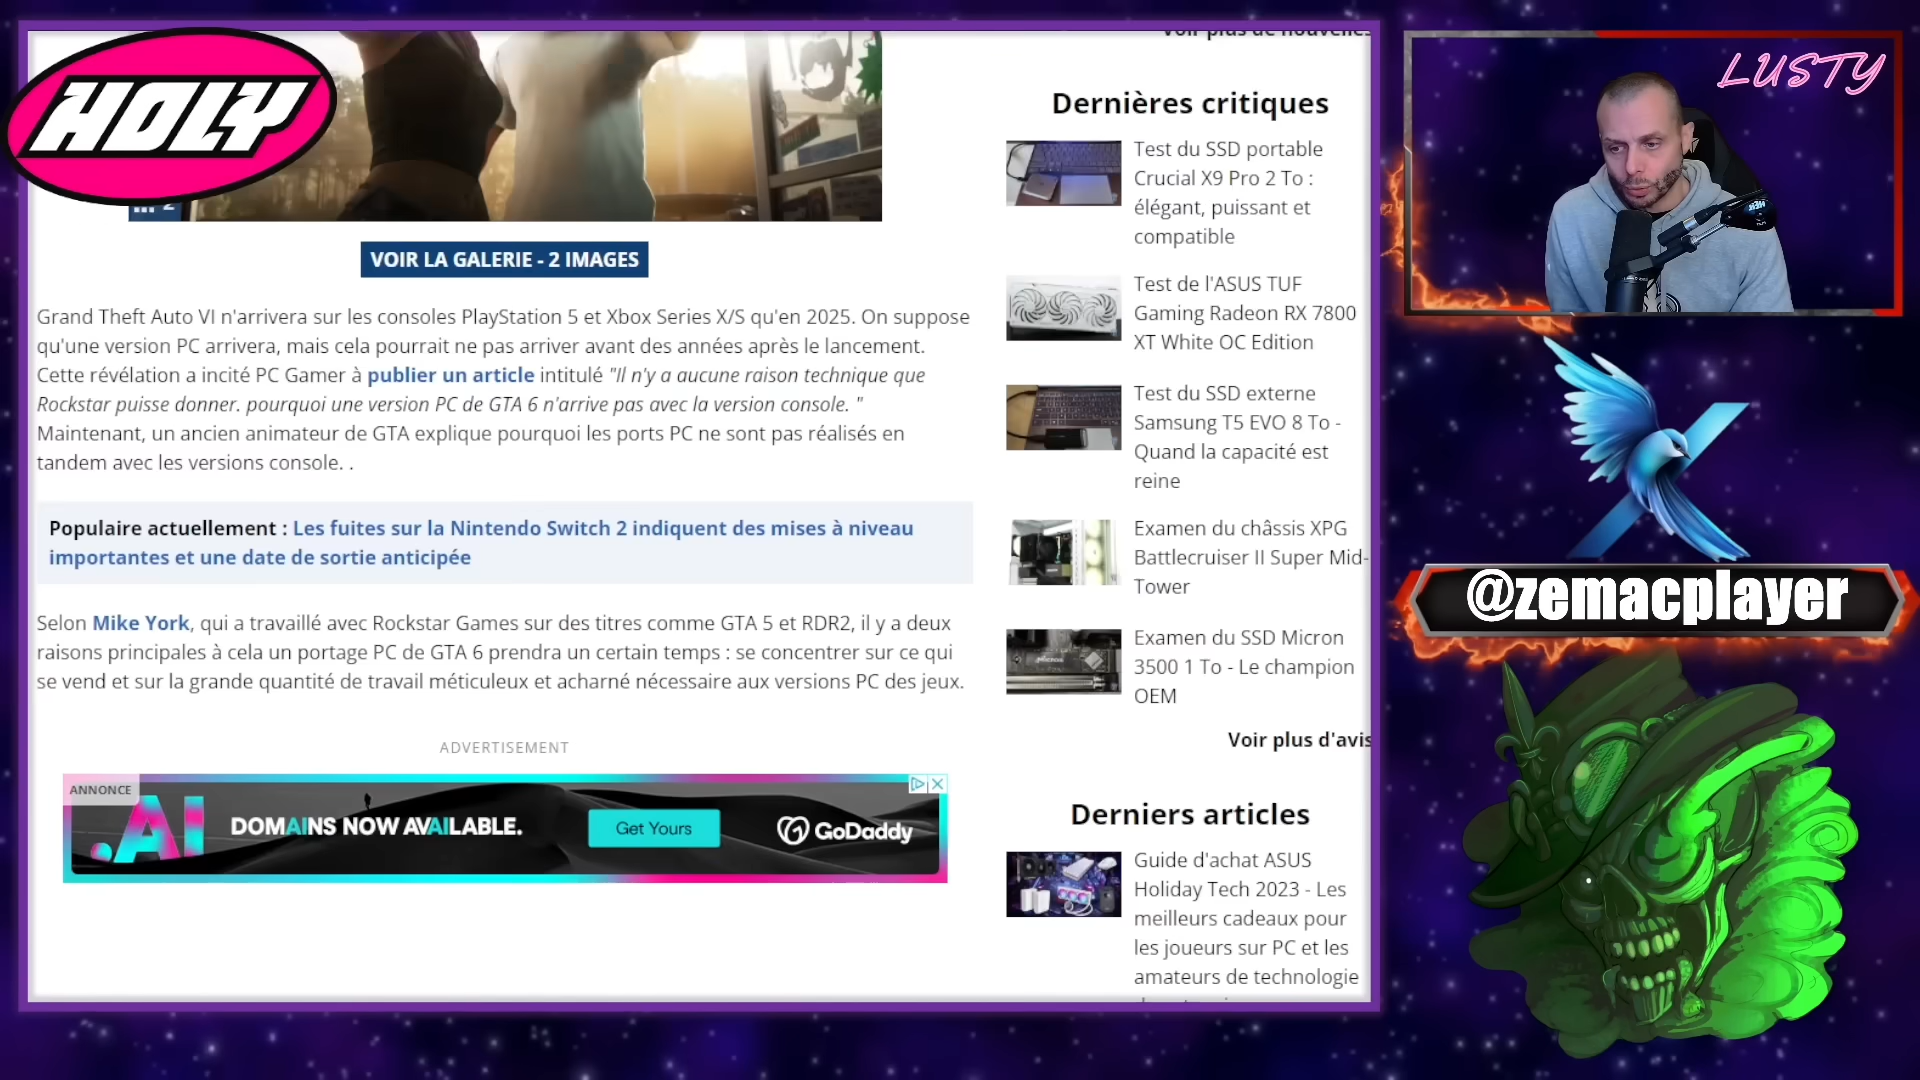 HOLY
VOIR LA GALERIE - 2 IMAGES
Grand Theft Auto VI n'arrivera sur les consoles PlayStation 5 et Xbox Series X/S qu'en 2025. On suppose
qu'une version PC arrivera, mais cela pourrait ne pas arriver avant des années après le lancement.
Cette révélation a incité PC Gamer à publier un article intitulé "Il n'y a aucune raison technique que
Rockstar puisse donner. pourquoi une version PC de GTA 6 n'arrive pas avec la version console. "
Maintenant, un ancien animateur de GTA explique pourquoi les ports PC ne sont pas réalisés en
tandem avec les versions console. .
Populaire actuellement : Les fuites sur la Nintendo Switch 2 indiquent des mises à niveau
importantes et une date de sortie anticipée
Selon Mike York, qui a travaillé avec Rockstar Games sur des titres comme GTA 5 et RDR2, il y a deux
raisons principales à cela un portage PC de GTA 6 prendra un certain temps : se concentrer sur ce qui
se vend et sur la grande quantité de travail méticuleux et acharné nécessaire aux versions PC des jeux.
ADVERTISEMENT
ANNONCE
.AI
DOMAINS NOW AVAILABLE.
Get Yours
GoDaddy
Voir plus de nouvelles
Dernières critiques
Test du SSD portable
Crucial X9 Pro 2 To :
élégant, puissant et
compatible
Test de l'ASUS TUF
Gaming Radeon RX 7800
XT White OC Edition
Test du SSD externe
Samsung T5 EVO 8 To -
Quand la capacité est
reine
Examen du châssis XPG
Battlecruiser II Super Mid-
Tower
Examen du SSD Micron
3500 1 To - Le champion
OEM
Voir plus d'avis
Derniers articles
Guide d'achat ASUS
Holiday Tech 2023 - Les
meilleurs cadeaux pour
les joueurs sur PC et les
amateurs de technologie
LUSTY
@zemacplayer